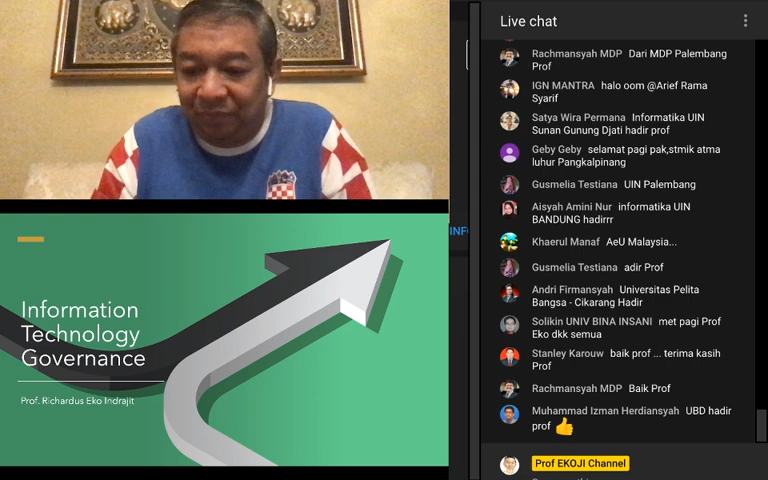 Information
Technology
Governance
Prof. Richardus Eko Indrajit
INF
Live chat
Rachmansyah MDP Dari MDP Palembang
Prof
IGN MANTRA halo oom @Arief Rama
Syarif
Satya Wira Permana Informatika UIN
Sunan Gunung Djati hadir prof
Geby Geby selamat pagi pak,stmik atma
luhur Pangkalpinang
Gusmelia Testiana UIN Palembang
Aisyah Amini Nur informatika UIN
BANDUNG hadirrr
Khaerul Manaf AeU Malaysia...
Gusmelia Testiana adir Prof
Andri Firmansyah Universitas Pelita
Bangsa - Cikarang Hadir
Solikin UNIV BINA INSANI met pagi Prof
Eko dkk semua
Stanley Karouw baik prof ... terima kasih
Prof
Rachmansyah MDP Baik Prof
Muhammad Izman Herdiansyah UBD hadir
prof 👍
Prof EKOJI Channel